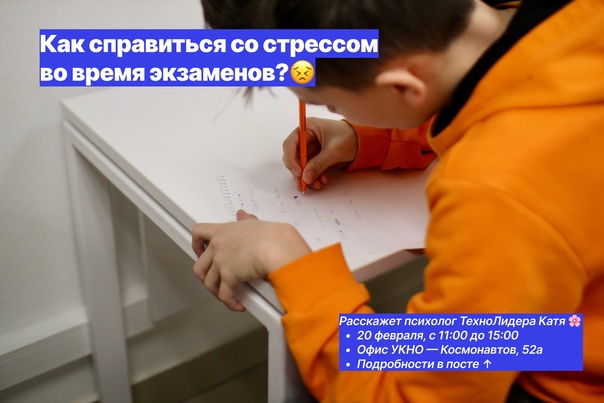 Как справиться со стрессом
во время экзаменов?😣
Расскажет психолог ТехноЛидера Катя 🌸
• 20 февраля, с 11:00 до 15:00
• Офис УКНО — Космонавтов, 52а
• Подробности в посте ↑